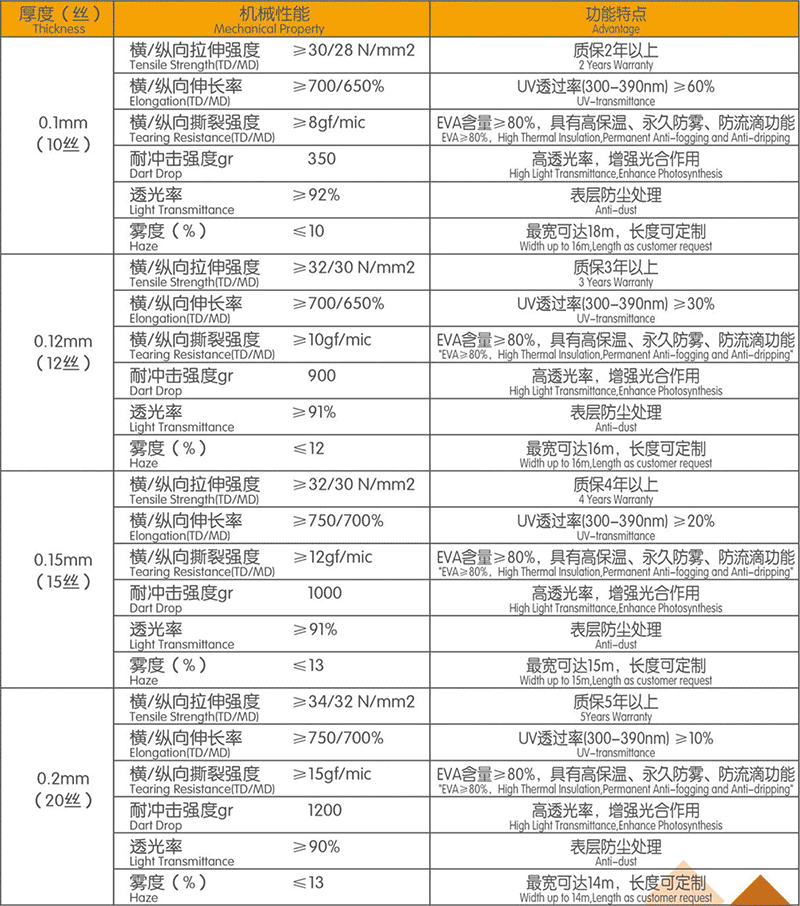 厚度（丝） 机械性能 功能特点
Thickness Mechanical Property Advantage
0.1mm
（10丝）
横/纵向拉伸强度 ≥30/28 N/mm2 质保2年以上
Tensile Strength(TD/MD) 2 Years Warranty
横/纵向伸长率 ≥700/650% UV透过率(300-390nm) ≥60%
Elongation(TD/MD) UV-transmittance
横/纵向撕裂强度 ≥8gf/mic EVA含量≥80%，具有高保温、永久防雾、防流滴功能
Tearing Resistance(TD/MD) EVA≥80%, High Thermal Insulation,Permanent Anti-fogging and Anti-dripping
耐冲击强度gr 350 高透光率，增强光合作用
Dart Drop High Light Transmittance,Enhance Photosynthesis
透光率 ≥92% 表层防尘处理
Light Transmittance Anti-dust
雾度（%） ≤10 最宽可达18m，长度可定制
Haze Width up to 16m,Length as customer request
0.12mm
（12丝）
横/纵向拉伸强度 ≥32/30 N/mm2 质保3年以上
Tensile Strength(TD/MD) 3 Years Warranty
横/纵向伸长率 ≥700/650% UV透过率(300-390nm) ≥30%
Elongation(TD/MD) UV-transmittance
横/纵向撕裂强度 ≥10gf/mic EVA含量≥80%，具有高保温、永久防雾、防流滴功能
Tearing Resistance(TD/MD) "EVA≥80%, High Thermal Insulation,Permanent Anti-fogging and Anti-dripping"
耐冲击强度gr 900 高透光率，增强光合作用
Dart Drop High Light Transmittance,Enhance Photosynthesis
透光率 ≥91% 表层防尘处理
Light Transmittance Anti-dust
雾度（%） ≤12 最宽可达16m，长度可定制
Haze Width up to 16m,Length as customer request
0.15mm
（15丝）
横/纵向拉伸强度 ≥32/30 N/mm2 质保4年以上
Tensile Strength(TD/MD) 4 Years Warranty
横/纵向伸长率 ≥750/700% UV透过率(300-390nm) ≥20%
Elongation(TD/MD) UV-transmittance
横/纵向撕裂强度 ≥12gf/mic EVA含量≥80%，具有高保温、永久防雾、防流滴功能
Tearing Resistance(TD/MD) "EVA≥80%, High Thermal Insulation,Permanent Anti-fogging and Anti-dripping"
耐冲击强度gr 1000 高透光率，增强光合作用
Dart Drop High Light Transmittance,Enhance Photosynthesis
透光率 ≥91% 表层防尘处理
Light Transmittance Anti-dust
雾度（%） ≤13 最宽可达15m，长度可定制
Haze Width up to 15m,Length as customer request
0.2mm
（20丝）
横/纵向拉伸强度 ≥34/32 N/mm2 质保5年以上
Tensile Strength(TD/MD) 5Years Warranty
横/纵向伸长率 ≥750/700% UV透过率(300-390nm) ≥10%
Elongation(TD/MD) UV-transmittance
横/纵向撕裂强度 ≥15gf/mic EVA含量≥80%，具有高保温、永久防雾、防流滴功能
Tearing Resistance(TD/MD) "EVA≥80%, High Thermal Insulation,Permanent Anti-fogging and Anti-dripping"
耐冲击强度gr 1200 高透光率，增强光合作用
Dart Drop High Light Transmittance,Enhance Photosynthesis
透光率 ≥90% 表层防尘处理
Light Transmittance Anti-dust
雾度（%） ≤13 最宽可达14m，长度可定制
Haze Width up to 14m,Length as customer request